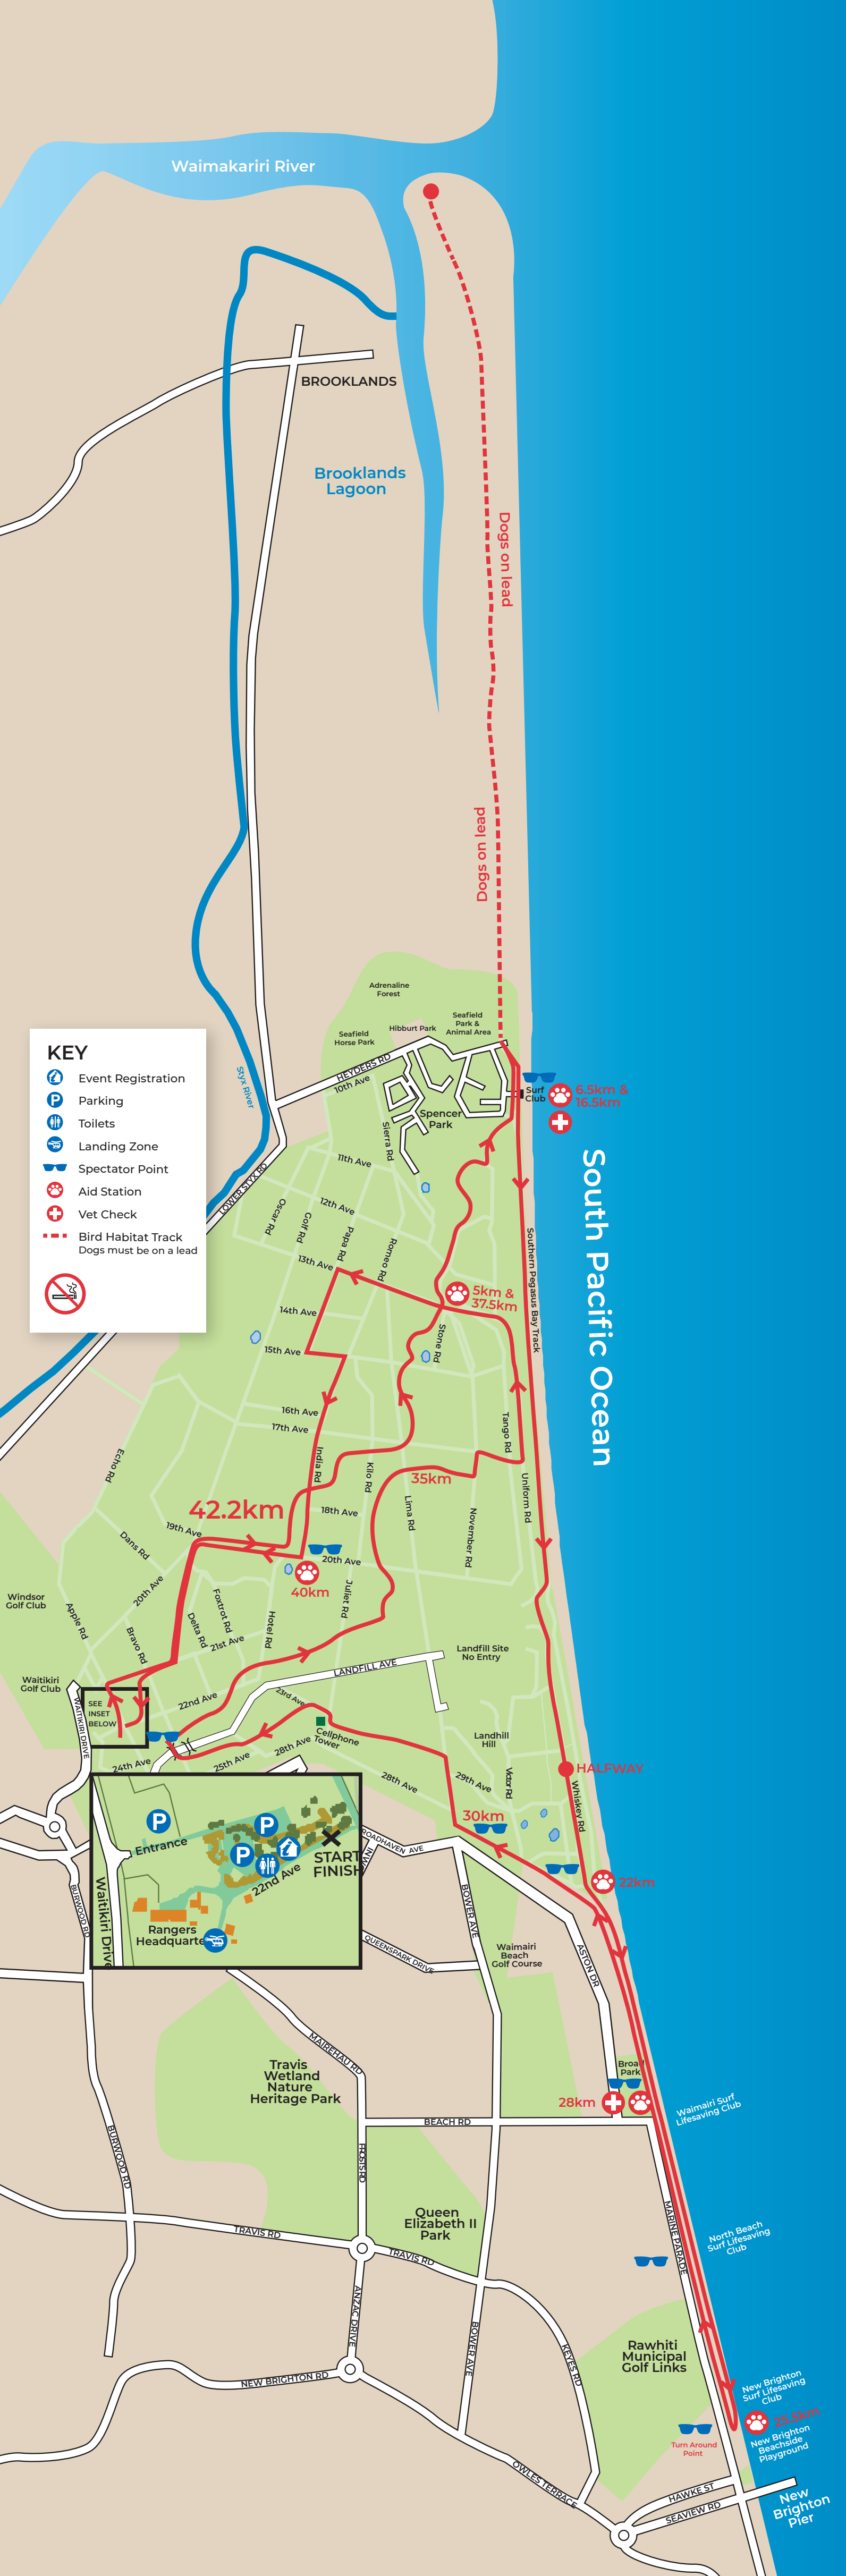 Waimakariri River
BROOKLANDS
Brooklands
Lagoon
Dogs on lead
Dogs on lead
Adrenaline
Forest
Seafield
Park &
Animal Area
Hibburt Park
Seafield
Horse Park
HEYDERS RD
10th Ave
Spencer
Park
Surf
Club
6.5km &
16.5km
KEY
Event Registration
Parking
Toilets
Landing Zone
Spectator Point
Aid Station
Vet Check
Bird Habitat Track
Dogs must be on a lead
Styx River
LOWER STYX RD
South Pacific Ocean
Southern Pegasus Bay Track
Sierra Rd
11th Ave
12th Ave
Oscar Rd
Golf Rd
Papa Rd
Romeo Rd
13th Ave
5km &
37.5km
14th Ave
Stone Rd
15th Ave
16th Ave
17th Ave
Tango Rd
Echo Rd
India Rd
Kilo Rd
35km
Uniform Rd
42.2km
Lima Rd
18th Ave
November Rd
19th Ave
Dans Rd
20th Ave
20th Ave
40km
Windsor
Golf Club
Apple Rd
Bravo Rd
Delta Rd
Foxtrot Rd
21st Ave
Hotel Rd
Juliet Rd
Landfill Site
No Entry
LANDFILL AVE
Waitikiri
Golf Club
WAITIKIRI DRIVE
SEE
INSET
BELOW
22nd Ave
23rd Ave
Cellphone
Tower
24th Ave
25th Ave
28th Ave
28th Ave
29th Ave
Landhill
Hill
Victor Rd
HALFWAY
Whiskey Rd
30km
22km
P
P
P
Entrance
START
FINISH
22nd Ave
Waitikiri Drive
Rangers
Headquarte
ROADHAVEN AVE
INW
BURWOOD RD
BOWER AVE
QUEENSPARK DRIVE
Waimairi
Beach
Golf Course
ASTON DR
MAIREHAU RD
Travis
Wetland
Nature
Heritage Park
Broad
Park
28km
Waimairi Surf
Lifesaving Club
BEACH RD
FROSTS RD
BURWOOD RD
Queen
Elizabeth II
Park
TRAVIS RD
TRAVIS RD
MARINE PARADE
North Beach
Surf Lifesaving
Club
ANZAC DRIVE
BOWER AVE
KEYES RD
Rawhiti
Municipal
Golf Links
NEW BRIGHTON RD
New Brighton
Surf Lifesaving
Club
25.5km
New Brighton
Beachside
Playground
Turn Around
Point
OWLES TERRACE
HAWKE ST
SEAVIEW RD
New
Brighton
Pier